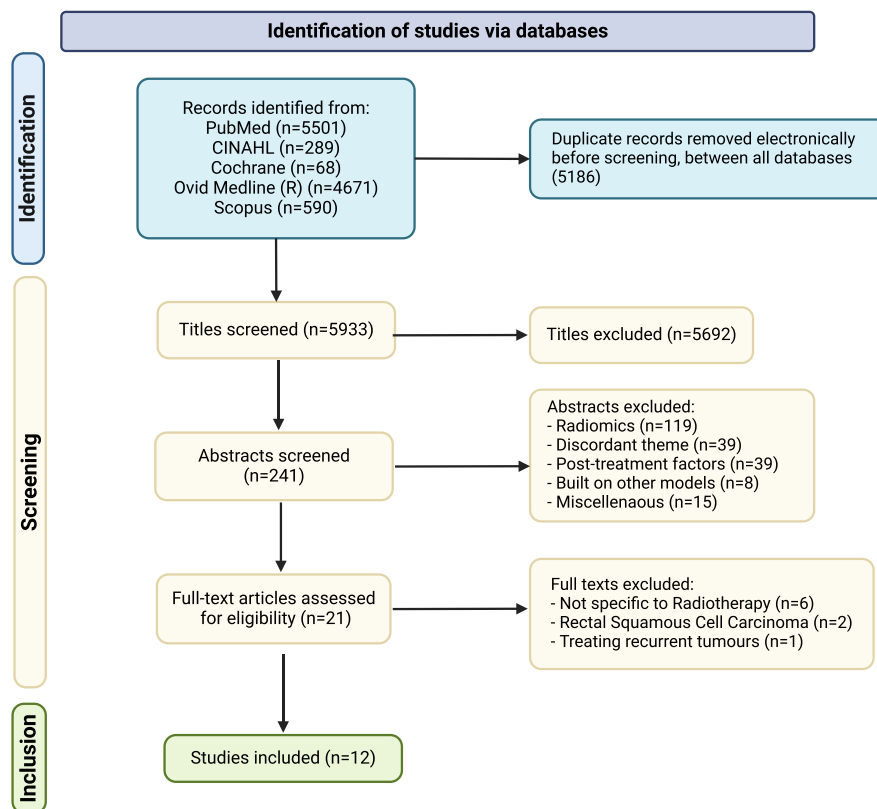 Identification of studies via databases
Identification
Records identified from:
PubMed (n=5501)
CINAHL (n=289)
Cochrane (n=68)
Ovid Medline (R) (n=4671)
Scopus (n=590)
Duplicate records removed electronically
before screening, between all databases
(5186)
Screening
Titles screened (n=5933)
Titles excluded (n=5692)
Abstracts screened
(n=241)
Abstracts excluded:
- Radiomics (n=119)
- Discordant theme (n=39)
- Post-treatment factors (n=39)
- Built on other models (n=8)
- Miscellenaous (n=15)
Full-text articles assessed
for eligibility (n=21)
Full texts excluded:
- Not specific to Radiotherapy (n=6)
- Rectal Squamous Cell Carcinoma (n=2)
- Treating recurrent tumours (n=1)
Inclusion
Studies included (n=12)